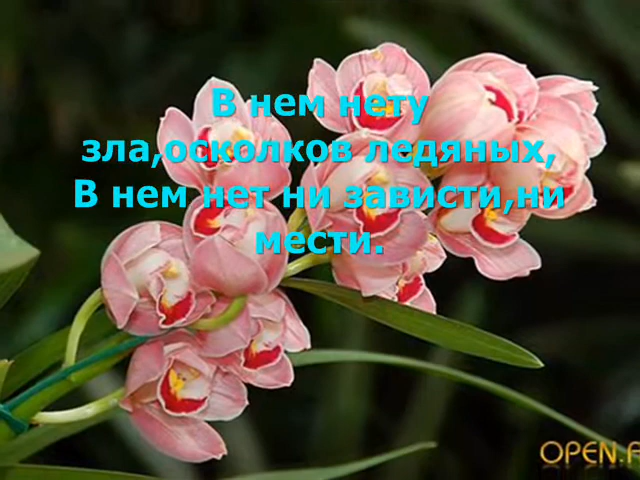 В нем нету
зла,осколков ледяных,
В нем нет ни зависти,ни
мести.
OPEN.A